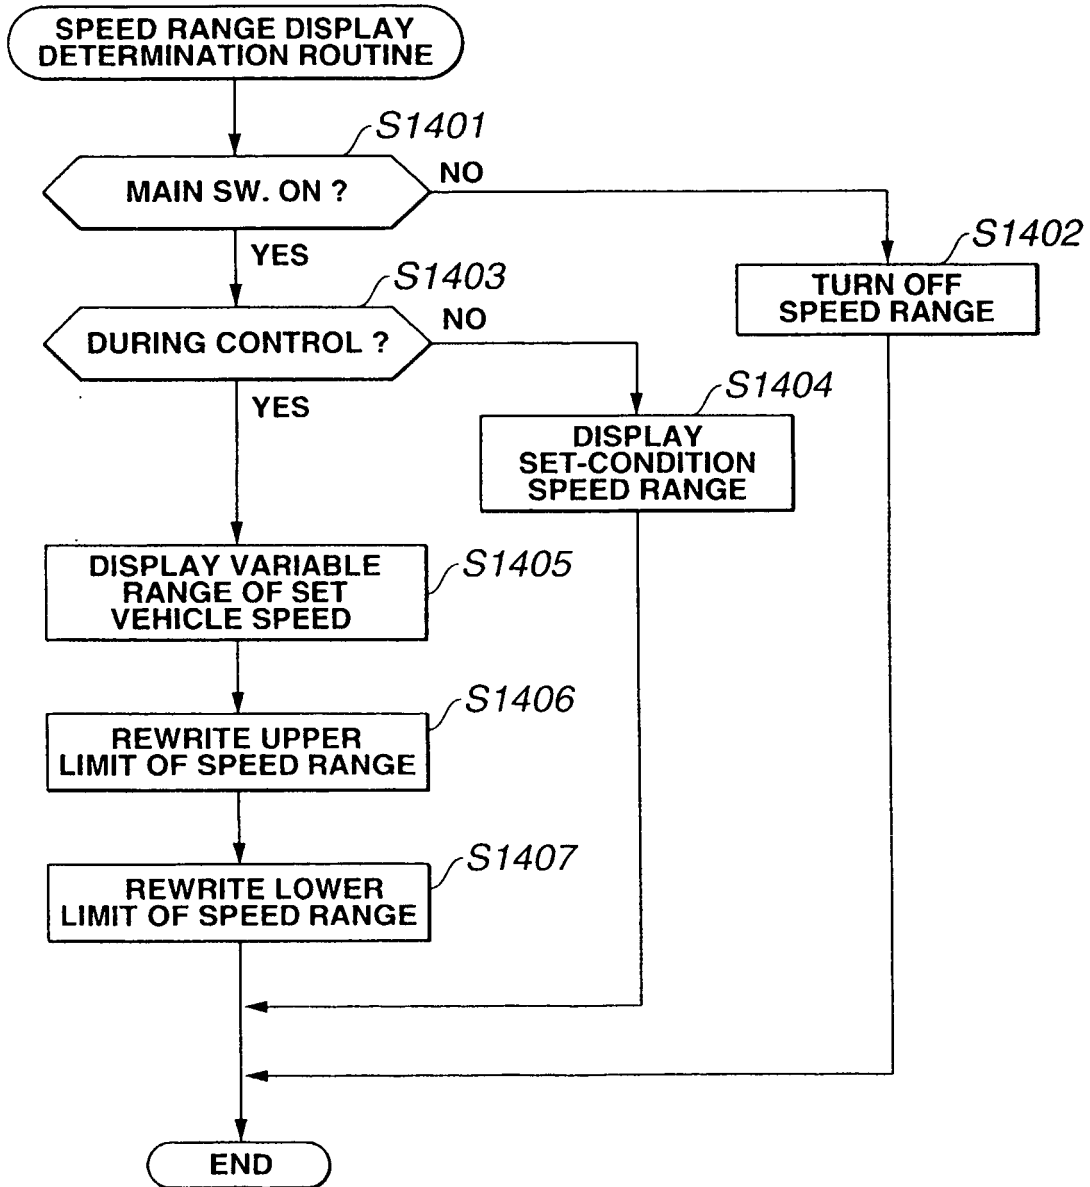 SPEED RANGE DISPLAY
DETERMINATION ROUTINE
S1401
MAIN SW. ON ?
NO
YES
S1402
TURN OFF
SPEED RANGE
S1403
DURING CONTROL ?
NO
YES
S1404
DISPLAY
SET-CONDITION
SPEED RANGE
S1405
DISPLAY VARIABLE
RANGE OF SET
VEHICLE SPEED
S1406
REWRITE UPPER
LIMIT OF SPEED RANGE
S1407
REWRITE LOWER
LIMIT OF SPEED RANGE
END